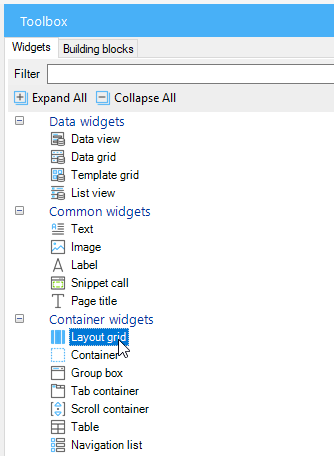 Toolbox
Widgets Building blocks
Filter
Expand All Collapse All
Data widgets
Data view
Data grid
Template grid
List view
Common widgets
Text
Image
Label
Snippet call
Page title
Container widgets
Layout grid
Container
Group box
Tab container
Scroll container
Table
Navigation list